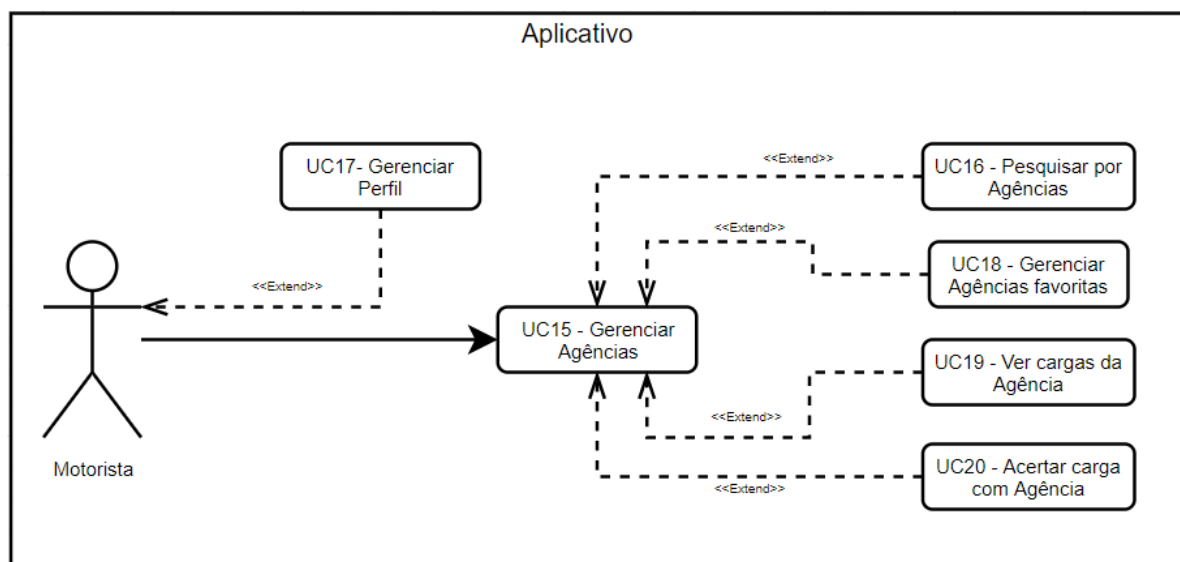 Aplicativo
UC17- Gerenciar
Perfil
<<Extend>>
UC16 - Pesquisar por
Agências
<<Extend>>
UC18 - Gerenciar
Agências favoritas
<<Extend>>
UC15 - Gerenciar
Agências
UC19 - Ver cargas da
Agência
<<Extend>>
UC20 - Acertar carga
com Agência
<<Extend>>
Motorista